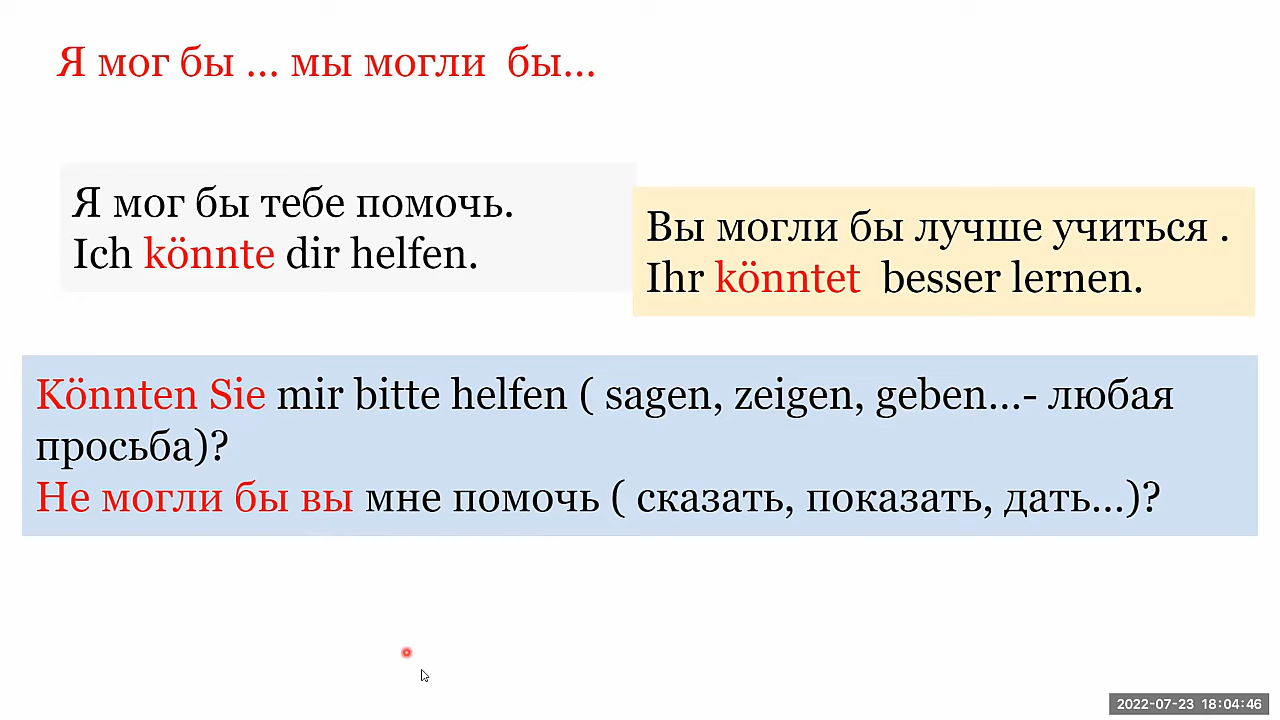 Я мог бы ... мы могли бы...
Я мог бы тебе помочь.
Ich könnte dir helfen.
Вы могли бы лучше учиться .
Ihr könntet besser lernen.
Könnten Sie mir bitte helfen ( sagen, zeigen, geben...- любая
просьба)?
Не могли бы вы мне помочь ( сказать, показать, дать...)?
2022-07-23 18:04:46